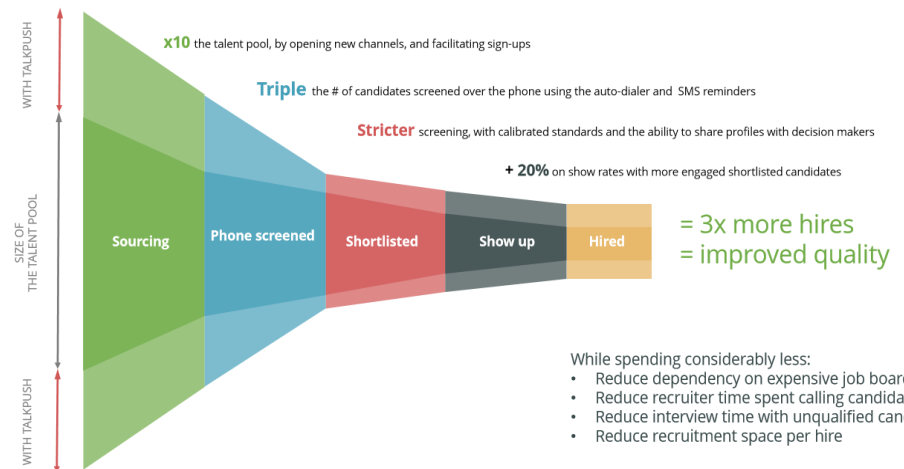 WITH TALKPUSH
SIZE OF
THE TALENT POOL
WITH TALKPUSH
x10 the talent pool, by opening new channels, and facilitating sign-ups
Triple the # of candidates screened over the phone using the auto-dialer and SMS reminders
Stricter screening, with calibrated standards and the ability to share profiles with decision makers
+ 20% on show rates with more engaged shortlisted candidates
Sourcing
Phone screened
Shortlisted
Show up
Hired
= 3x more hires
= improved quality
While spending considerably less:
• Reduce dependency on expensive job boar
• Reduce recruiter time spent calling candida
• Reduce interview time with unqualified can
• Reduce recruitment space per hire